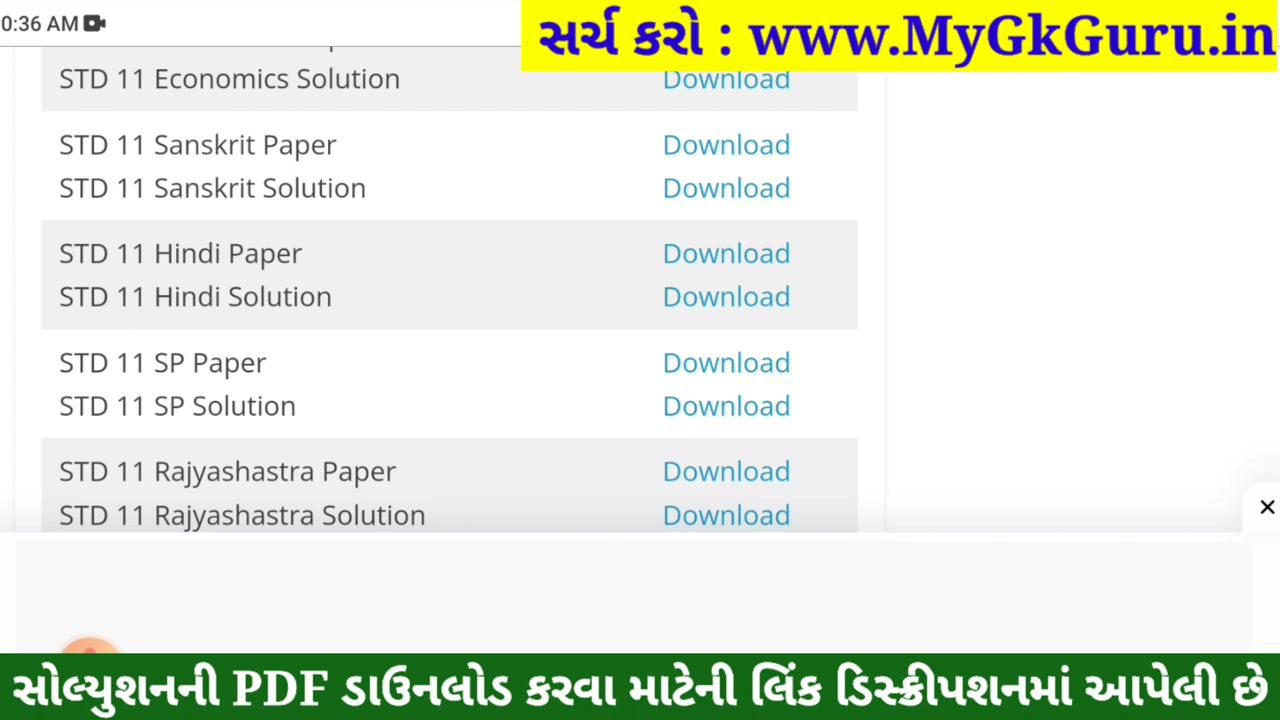 0:36 AM
સર્ચ કરો : www.MyGkGuru.in
STD 11 Economics Solution Download
STD 11 Sanskrit Paper Download
STD 11 Sanskrit Solution Download
STD 11 Hindi Paper Download
STD 11 Hindi Solution Download
STD 11 SP Paper Download
STD 11 SP Solution Download
STD 11 Rajyashastra Paper Download
STD 11 Rajyashastra Solution Download
સોલ્યુશનની PDF ડાઉનલોડ કરવા માટેની લિંક ડિસ્ક્રીપશનમાં આપેલી છે